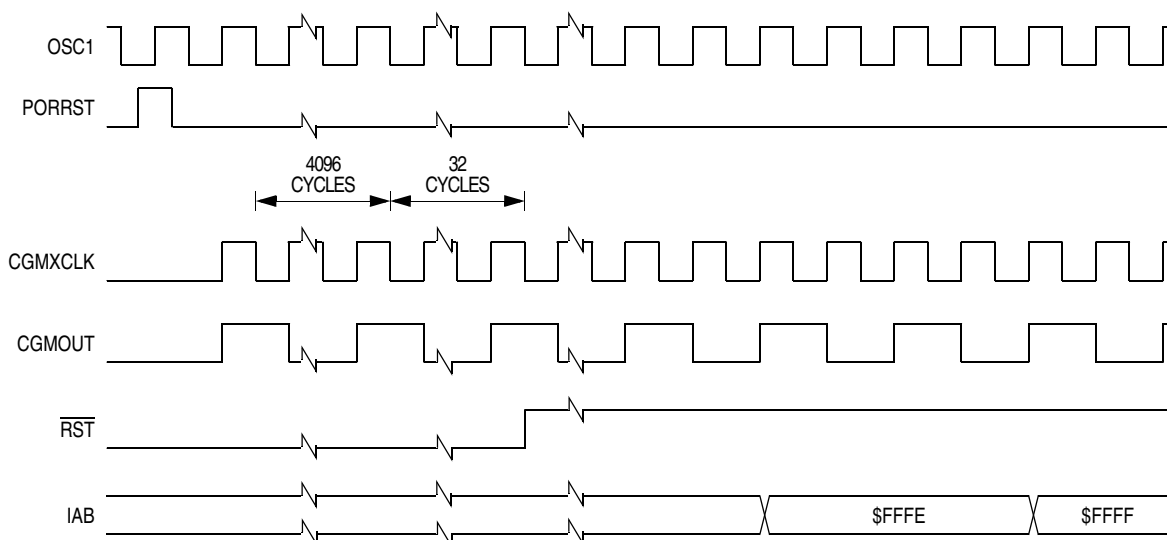 OSC1
PORRST
4096
CYCLES
32
CYCLES
CGMXCLK
CGMOUT
RST
IAB
$FFFE
$FFFF